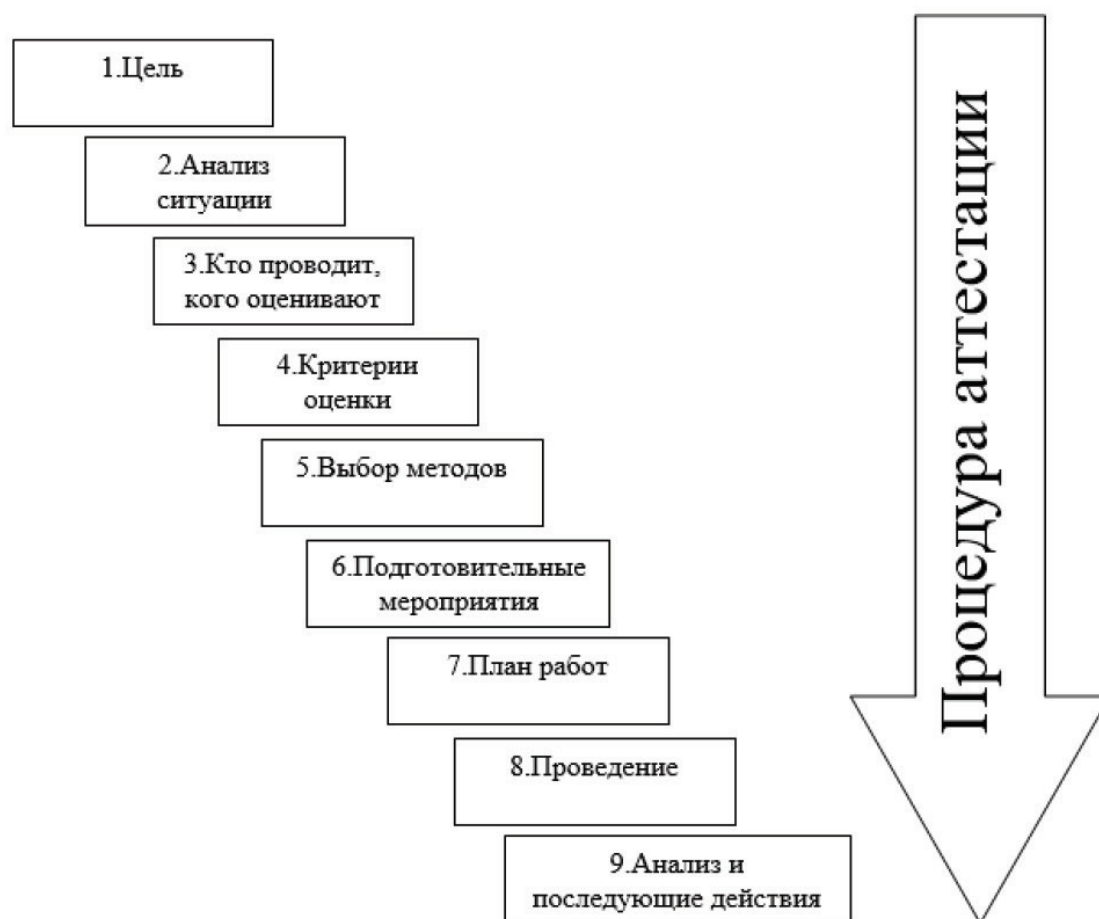 1.Цель
2.Анализ
ситуации
3.Кто проводит,
кого оценивают
4.Критерии
оценки
5.Выбор методов
6.Подготовительные
мероприятия
7.План работ
8.Проведение
9.Анализ и
последующие действия
Процедура аттестации